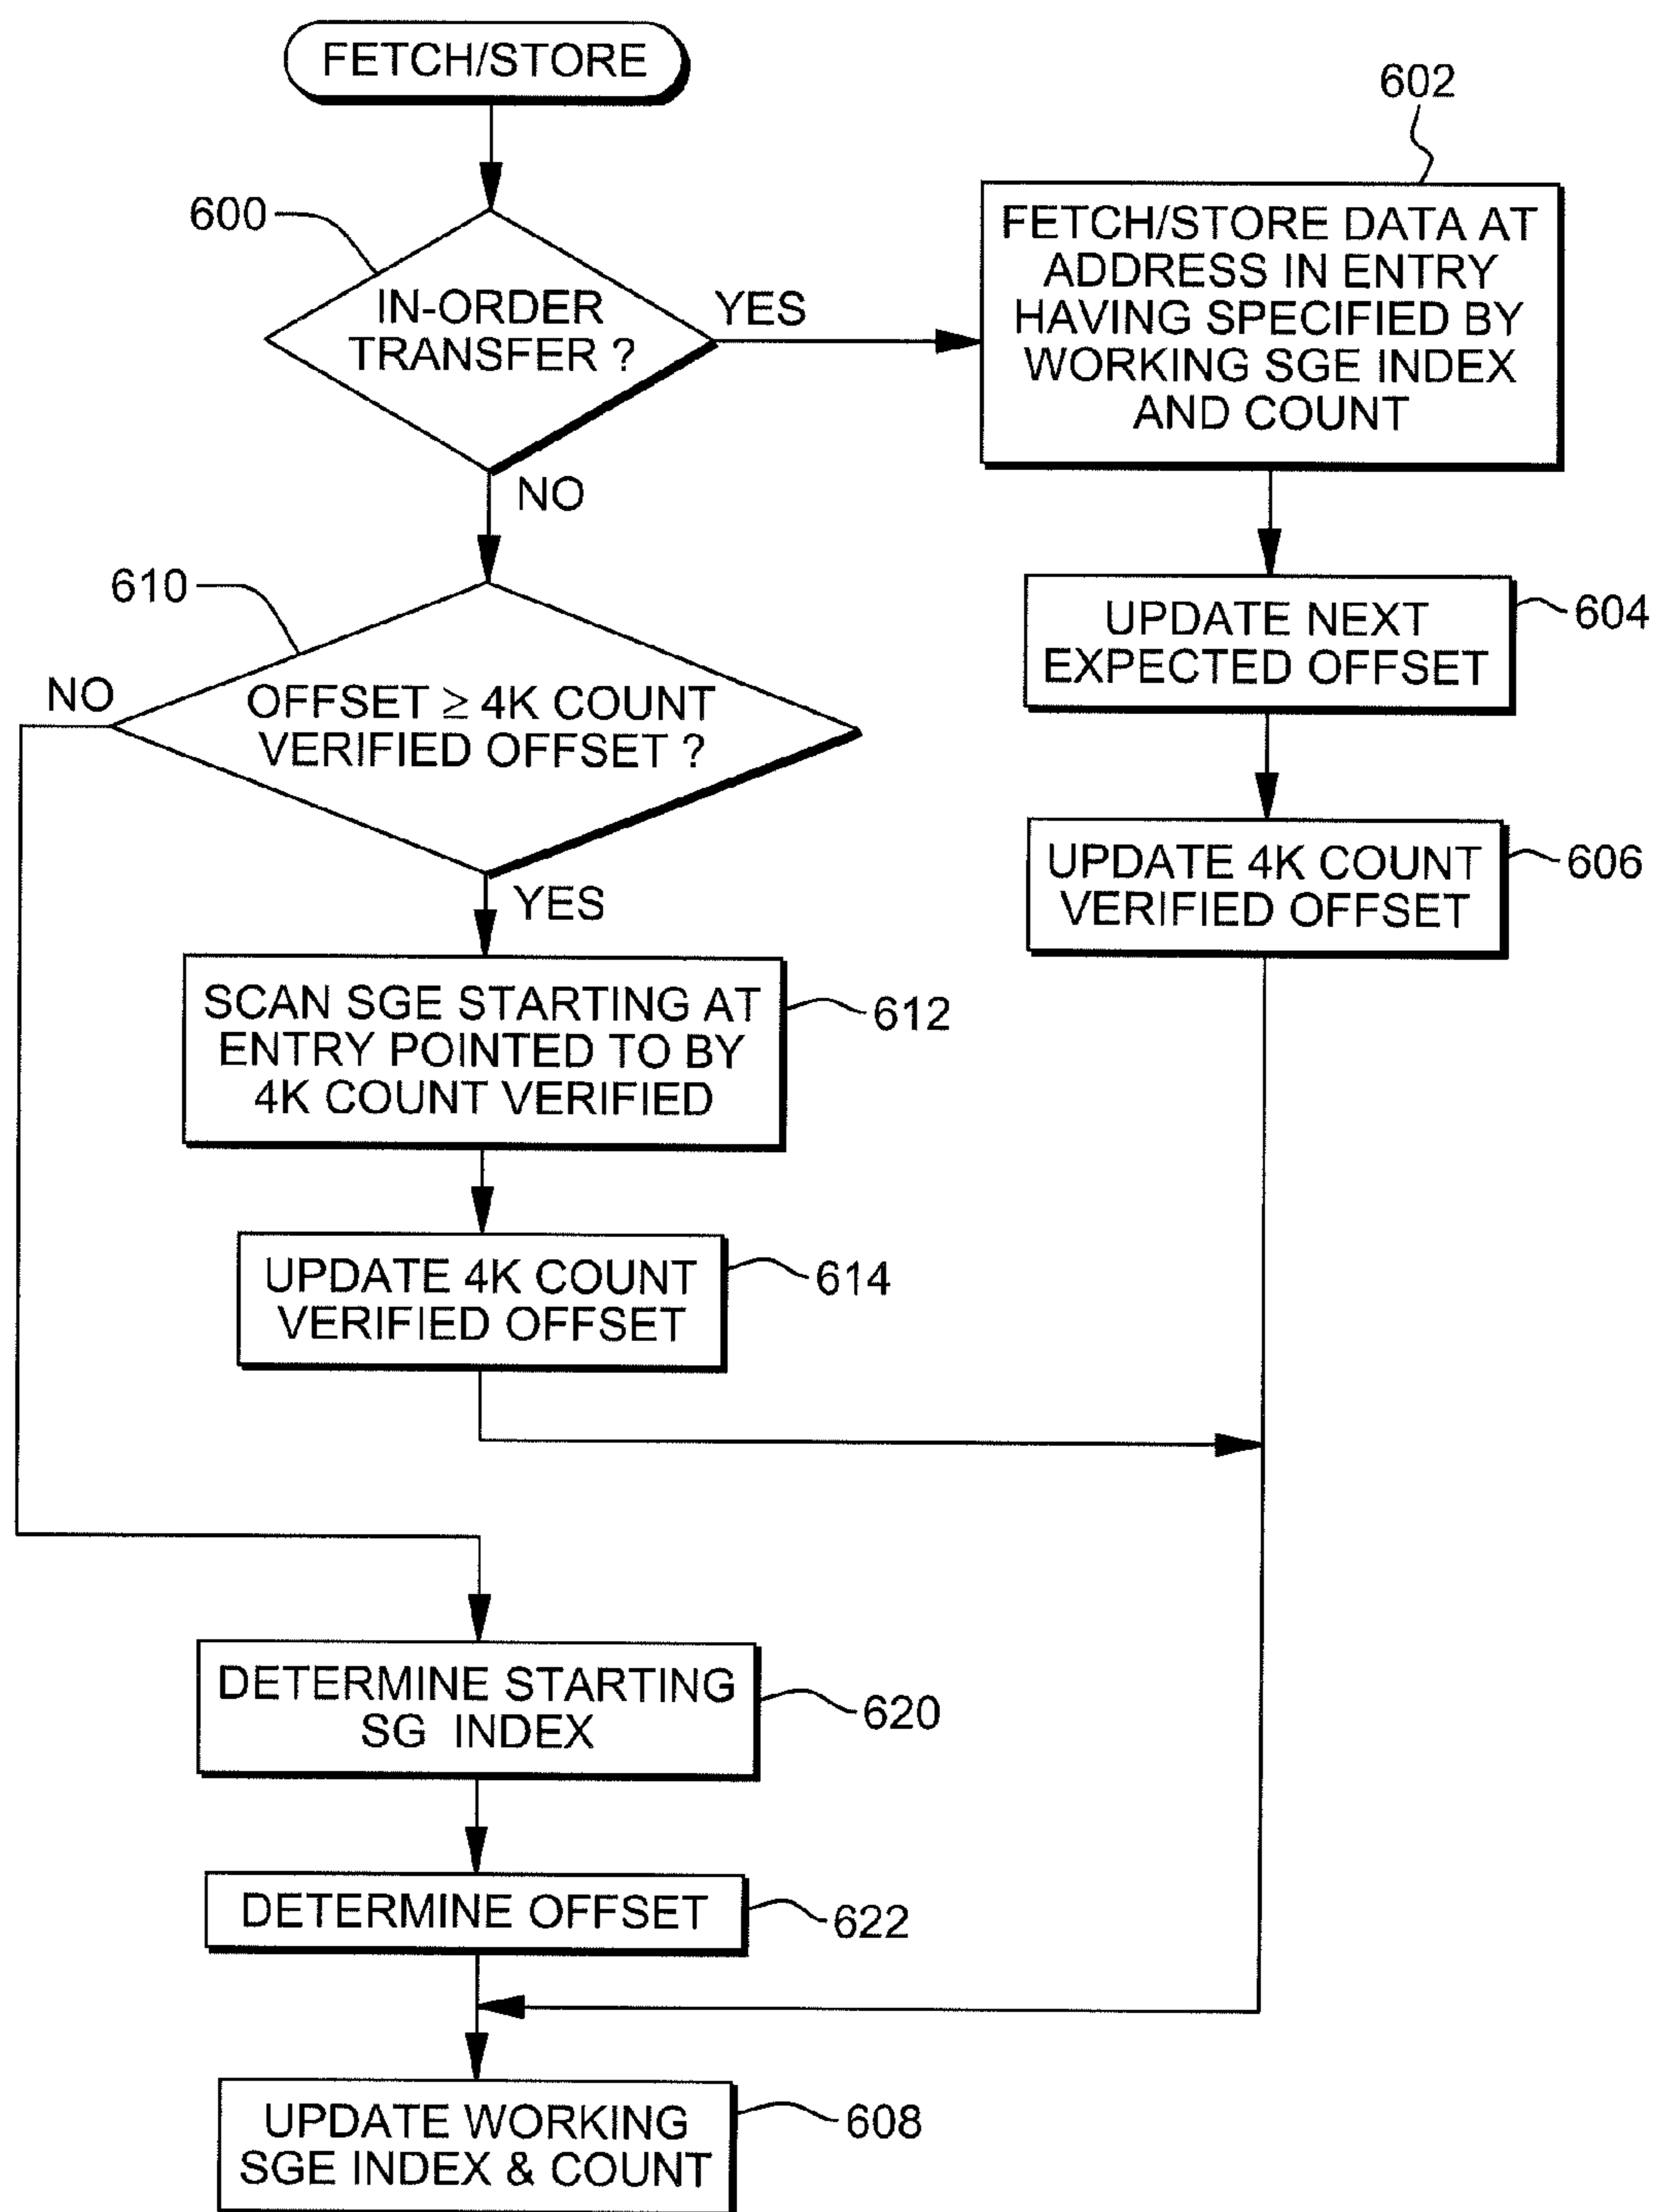 FETCH/STORE
600
IN-ORDER
TRANSFER ?
YES
NO
602
FETCH/STORE DATA AT
ADDRESS IN ENTRY
HAVING SPECIFIED BY
WORKING SGE INDEX
AND COUNT
UPDATE NEXT
EXPECTED OFFSET
604
UPDATE 4K COUNT
VERIFIED OFFSET
606
610
NO
OFFSET ≥ 4K COUNT
VERIFIED OFFSET ?
YES
SCAN SGE STARTING AT
ENTRY POINTED TO BY
4K COUNT VERIFIED
612
UPDATE 4K COUNT
VERIFIED OFFSET
614
DETERMINE STARTING
SG INDEX
620
DETERMINE OFFSET
622
UPDATE WORKING
SGE INDEX & COUNT
608